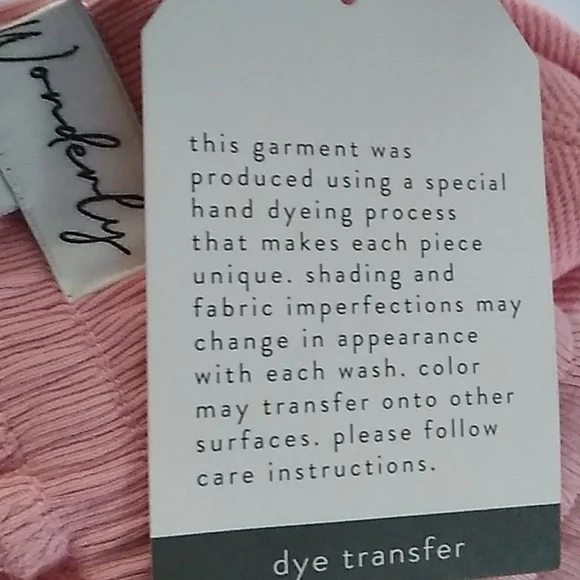 Wonderly
this garment was
produced using a special
hand dyeing process
that makes each piece
unique. shading and
fabric imperfections may
change in appearance
with each wash. color
may transfer onto other
surfaces. please follow
care instructions.
dye transfer